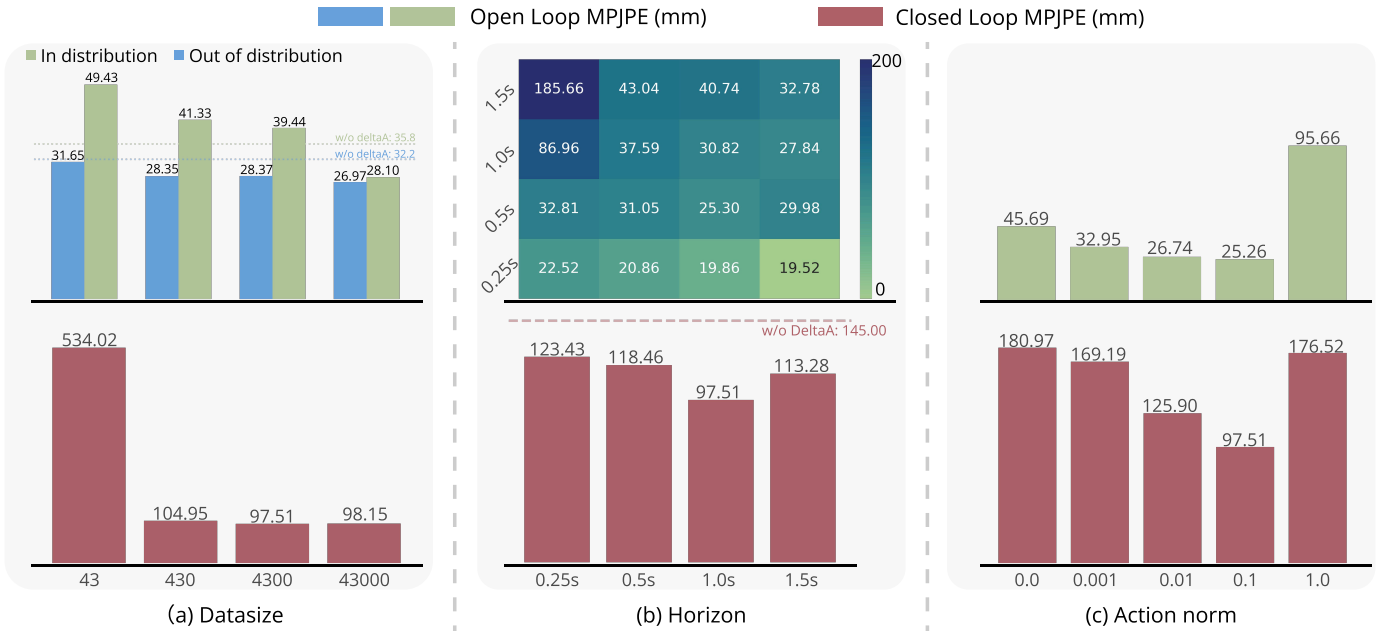 Open Loop MPJPE (mm)
Closed Loop MPJPE (mm)
In distribution
Out of distribution
49.43
41.33
39.44
w/o deltaA: 35.8
w/o deltaA: 32.2
31.65
28.35
28.37
26.97
28.10
534.02
104.95
97.51
98.15
43
430
4300
43000
(a) Datasize
1.5s
185.66
43.04
40.74
32.78
1.0s
86.96
37.59
30.82
27.84
0.5s
32.81
31.05
25.30
29.98
0.25s
22.52
20.86
19.86
19.52
200
0
w/o DeltaA: 145.00
123.43
118.46
97.51
113.28
0.25s
0.5s
1.0s
1.5s
(b) Horizon
45.69
32.95
26.74
25.26
95.66
180.97
169.19
125.90
97.51
176.52
0.0
0.001
0.01
0.1
1.0
(c) Action norm